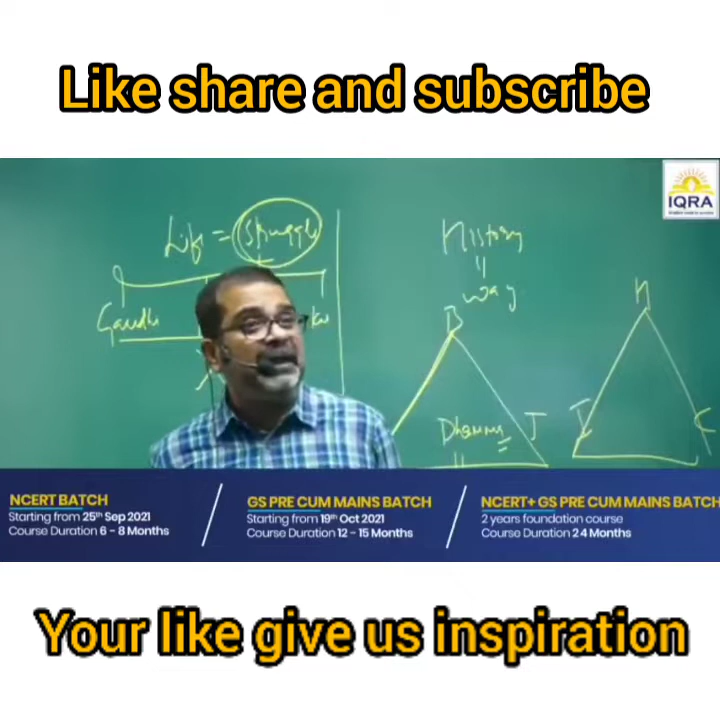 Like share and subscribe
IQRA
Life = Struggle
History
way
Gandhi
B
N
Dhamma
J
I
C
NCERT BATCH
Starting from 25th Sep 2021
Course Duration 6 - 8 Months
GS PRE CUM MAINS BATCH
Starting from 19th Oct 2021
Course Duration 12 - 15 Months
NCERT+ GS PRE CUM MAINS BATCH
2 years foundation course
Course Duration 24 Months
Your like give us inspiration